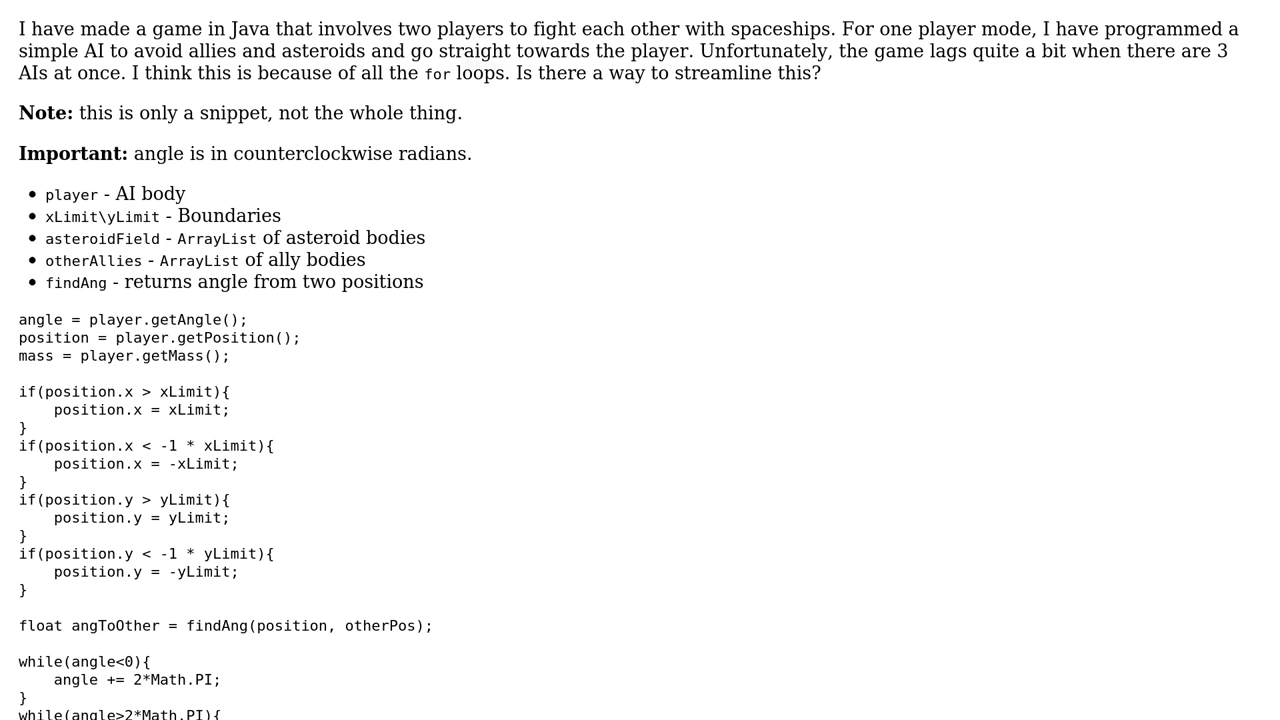 I have made a game in Java that involves two players to fight each other with spaceships. For one player mode, I have programmed a
simple AI to avoid allies and asteroids and go straight towards the player. Unfortunately, the game lags quite a bit when there are 3
AIs at once. I think this is because of all the for loops. Is there a way to streamline this?
Note: this is only a snippet, not the whole thing.
Important: angle is in counterclockwise radians.
• player - AI body
• xLimit\yLimit - Boundaries
• asteroidField - ArrayList of asteroid bodies
• otherAllies - ArrayList of ally bodies
• findAng - returns angle from two positions
angle = player.getAngle();
position = player.getPosition();
mass = player.getMass();
if(position.x > xLimit){
    position.x = xLimit;
}
if(position.x < -1 * xLimit){
    position.x = -xLimit;
}
if(position.y > yLimit){
    position.y = yLimit;
}
if(position.y < -1 * yLimit){
    position.y = -yLimit;
}
float angToOther = findAng(position, otherPos);
while(angle<0){
    angle += 2*Math.PI;
}
while(angle>2*Math.PI){